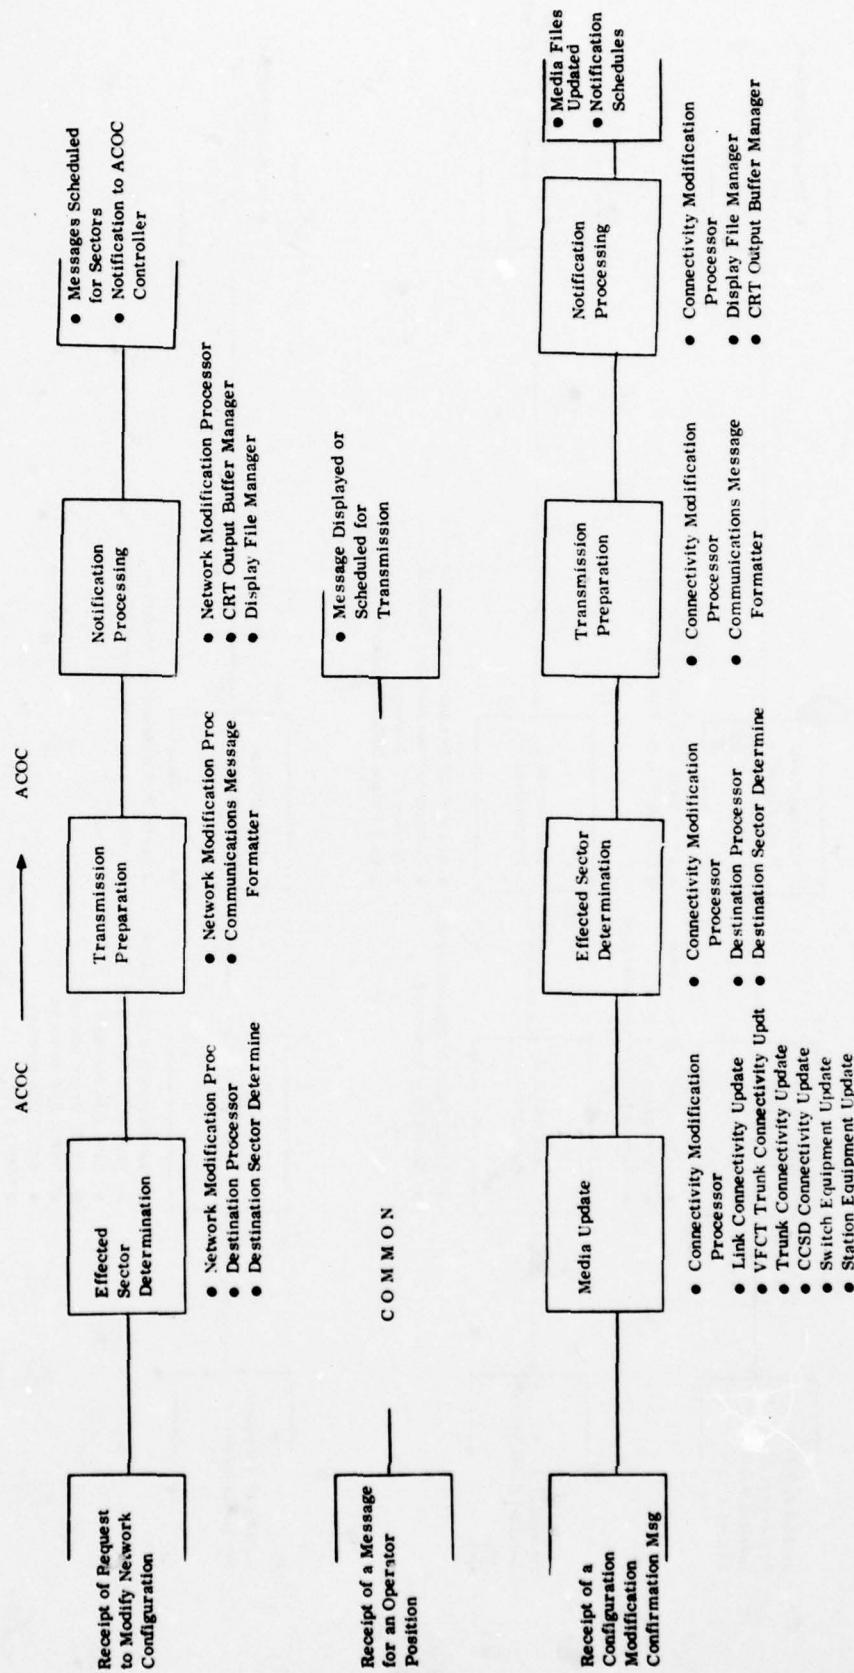 ACOC ACOC
Receipt of Request
to Modify Network
Configuration
Effected
Sector
Determination
● Network Modification Proc
● Destination Processor
● Destination Sector Determine
Transmission
Preparation
● Network Modification Proc
● Communications Message
Formatter
Notification
Processing
● Network Modification Processor
● CRT Output Buffer Manager
● Display File Manager
● Messages Scheduled
for Sectors
● Notification to ACOC
Controller
Receipt of a Message
for an Operator
Position
COMMON
● Message Displayed or
Scheduled for
Transmission
Receipt of a
Configuration
Modification
Confirmation Msg
Media Update
● Connectivity Modification
Processor
● Link Connectivity Update
● VFCT Trunk Connectivity Updt
● Trunk Connectivity Update
● CCSD Connectivity Update
● Switch Equipment Update
● Station Equipment Update
Effected Sector
Determination
● Connectivity Modification
Processor
● Destination Processor
● Destination Sector Determine
Transmission
Preparation
● Connectivity Modification
Processor
● Communications Message
Formatter
Notification
Processing
● Connectivity Modification
Processor
● Display File Manager
● CRT Output Buffer Manager
● Media Files
Updated
● Notification
Schedules